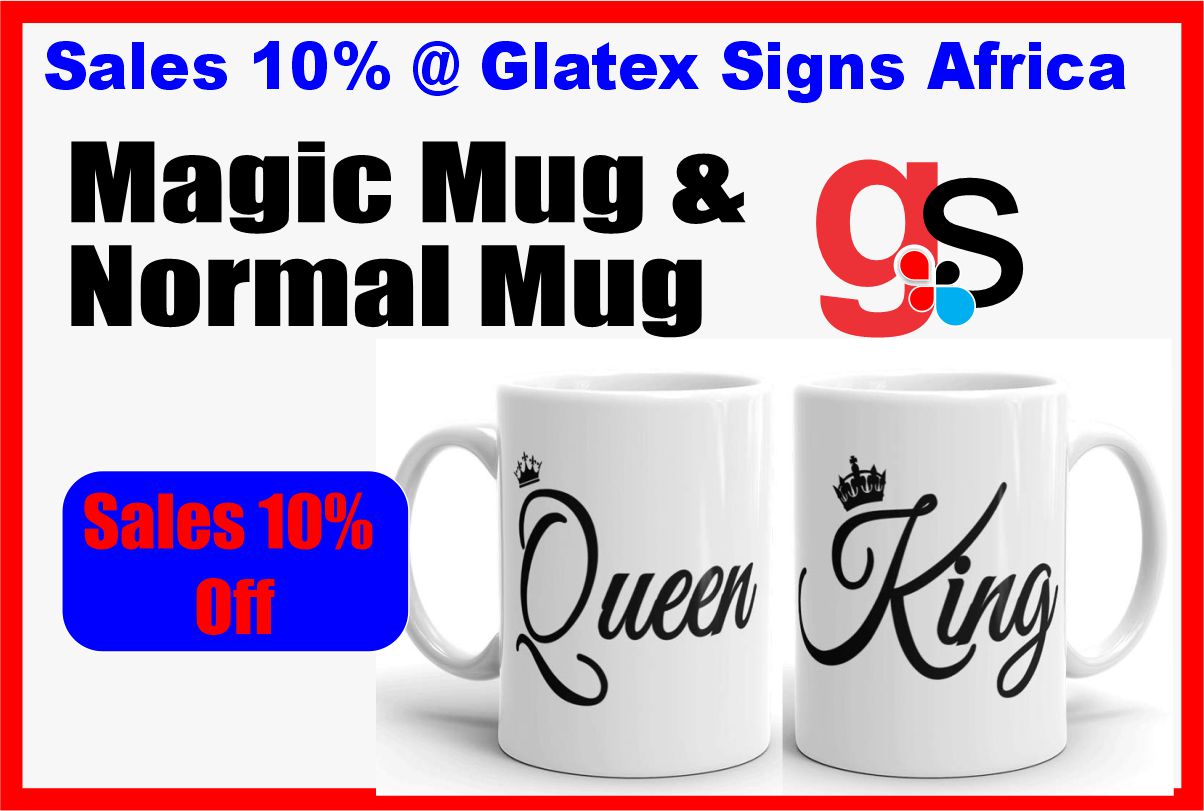 Sales 10% @ Glatex Signs Africa
Magic Mug &
Normal Mug
gs
Sales 10%
Off
Queen
King